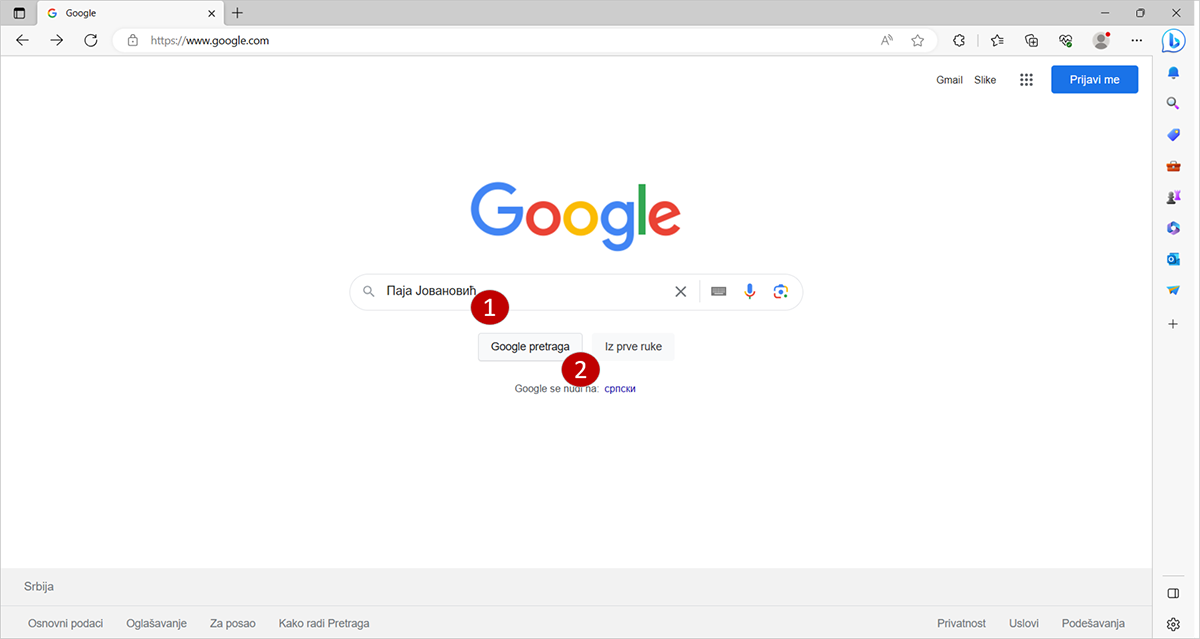 Google
https://www.google.com
Gmail Slike Prijavi me
Google
Паја Јовановић
1
Google pretraga Iz prve ruke
2
Google se nudi na: српски
Srbija
Osnovni podaci Oglašavanje Za posao Kako radi Pretraga Privatnost Uslovi Podešavanja